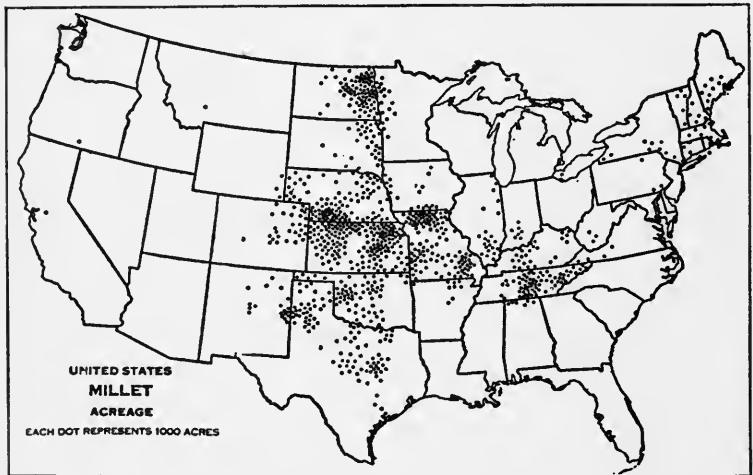 UNITED STATES
MILLET
ACREAGE
EACH DOT REPRESENTS 1000 ACRES